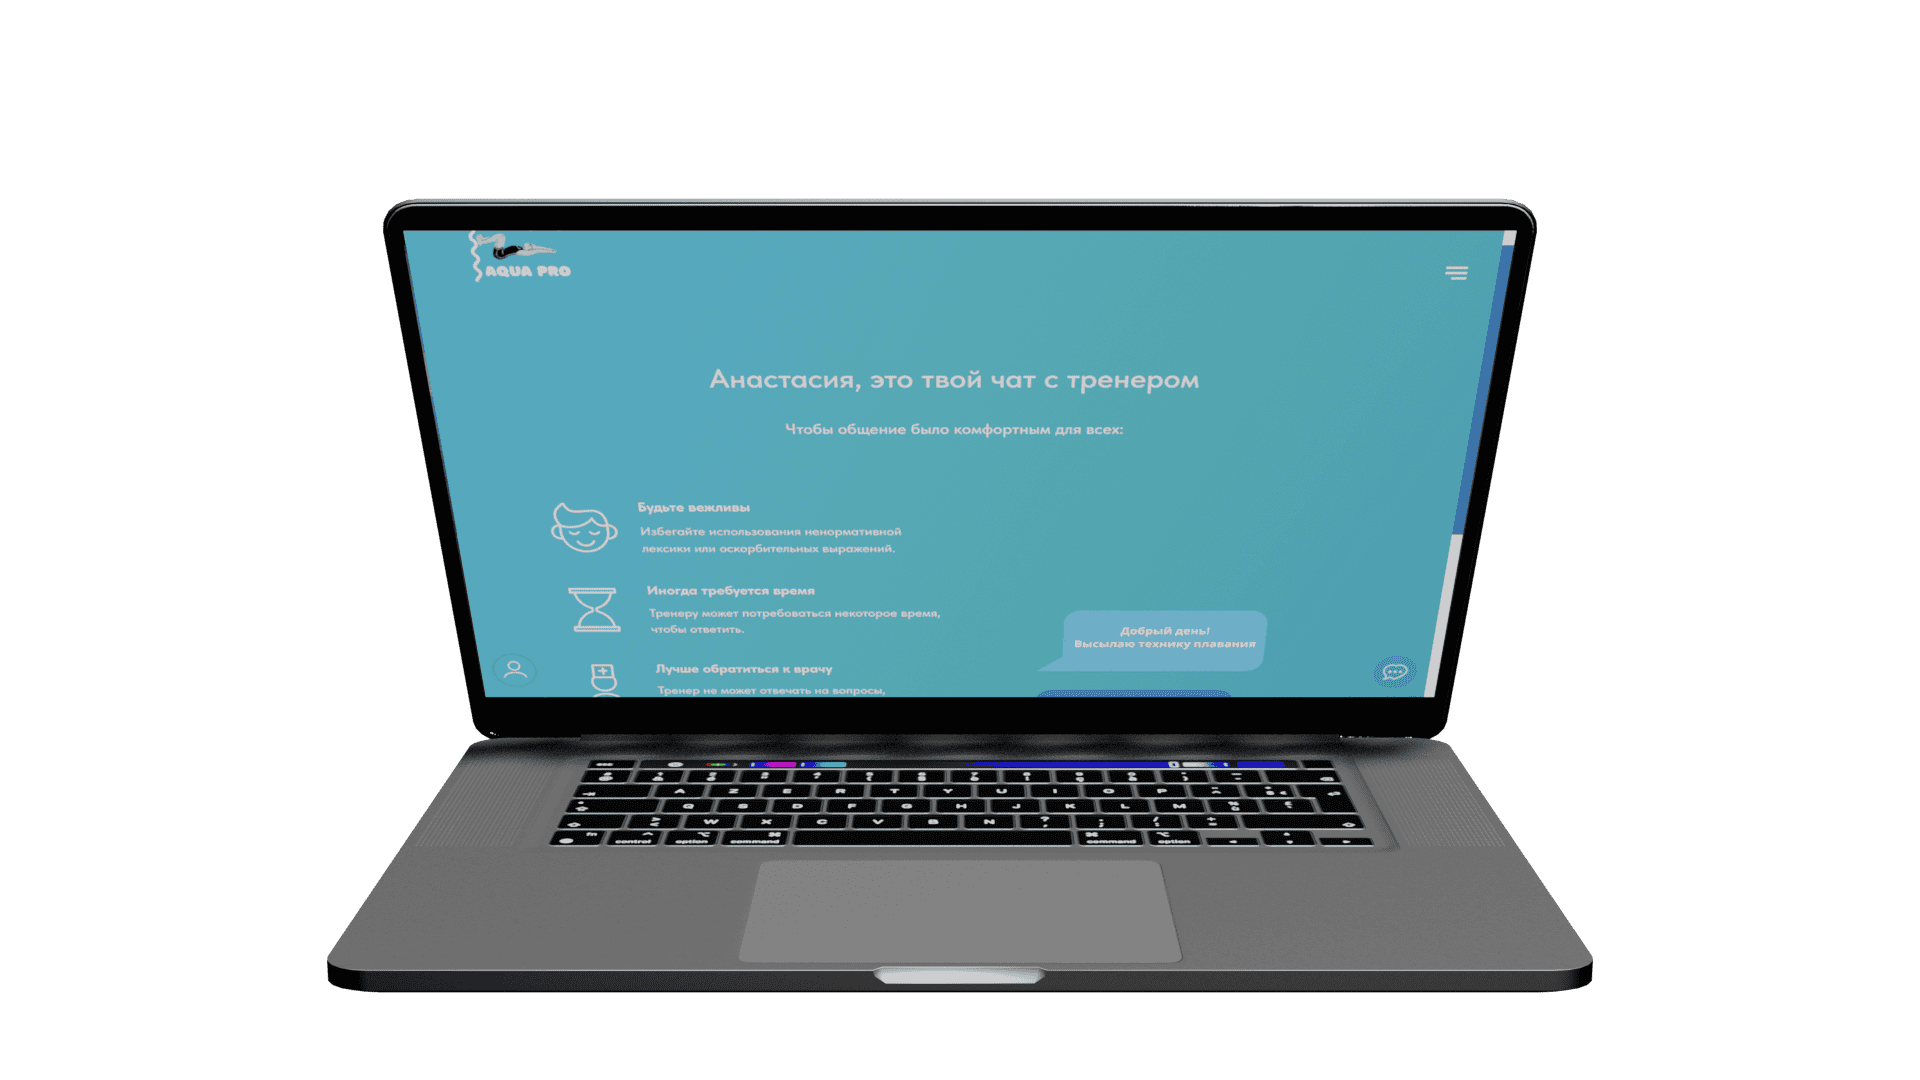 AQUA PRO
Анастасия, это твой чат с тренером
Чтобы общение было комфортным для всех:
Будьте вежливы
Избегайте использования ненормативной
лексики или оскорбительных выражений.
Иногда требуется время
Тренеру может потребоваться некоторое время,
чтобы ответить.
Лучше обратиться к врачу
Тренер не может отвечать на вопросы,
Добрый день!
Высылаю технику плавания
A Z E R T Y U I O P
Q S D F G H J K L M
W X C V B N
fn
control option command command option